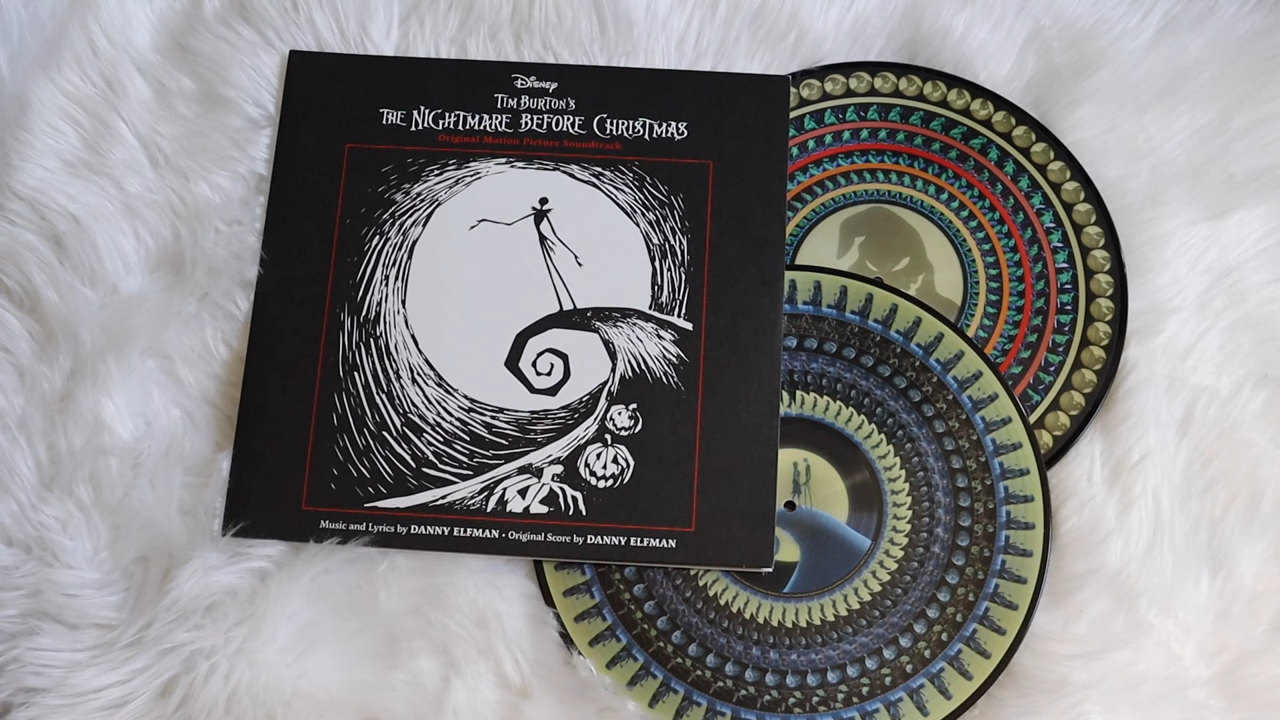 Disney
TIM BURTON'S
THE NIGHTMARE BEFORE CHRISTMAS
Original Motion Picture Soundtrack
Music and Lyrics by DANNY ELFMAN • Original Score by DANNY ELFMAN